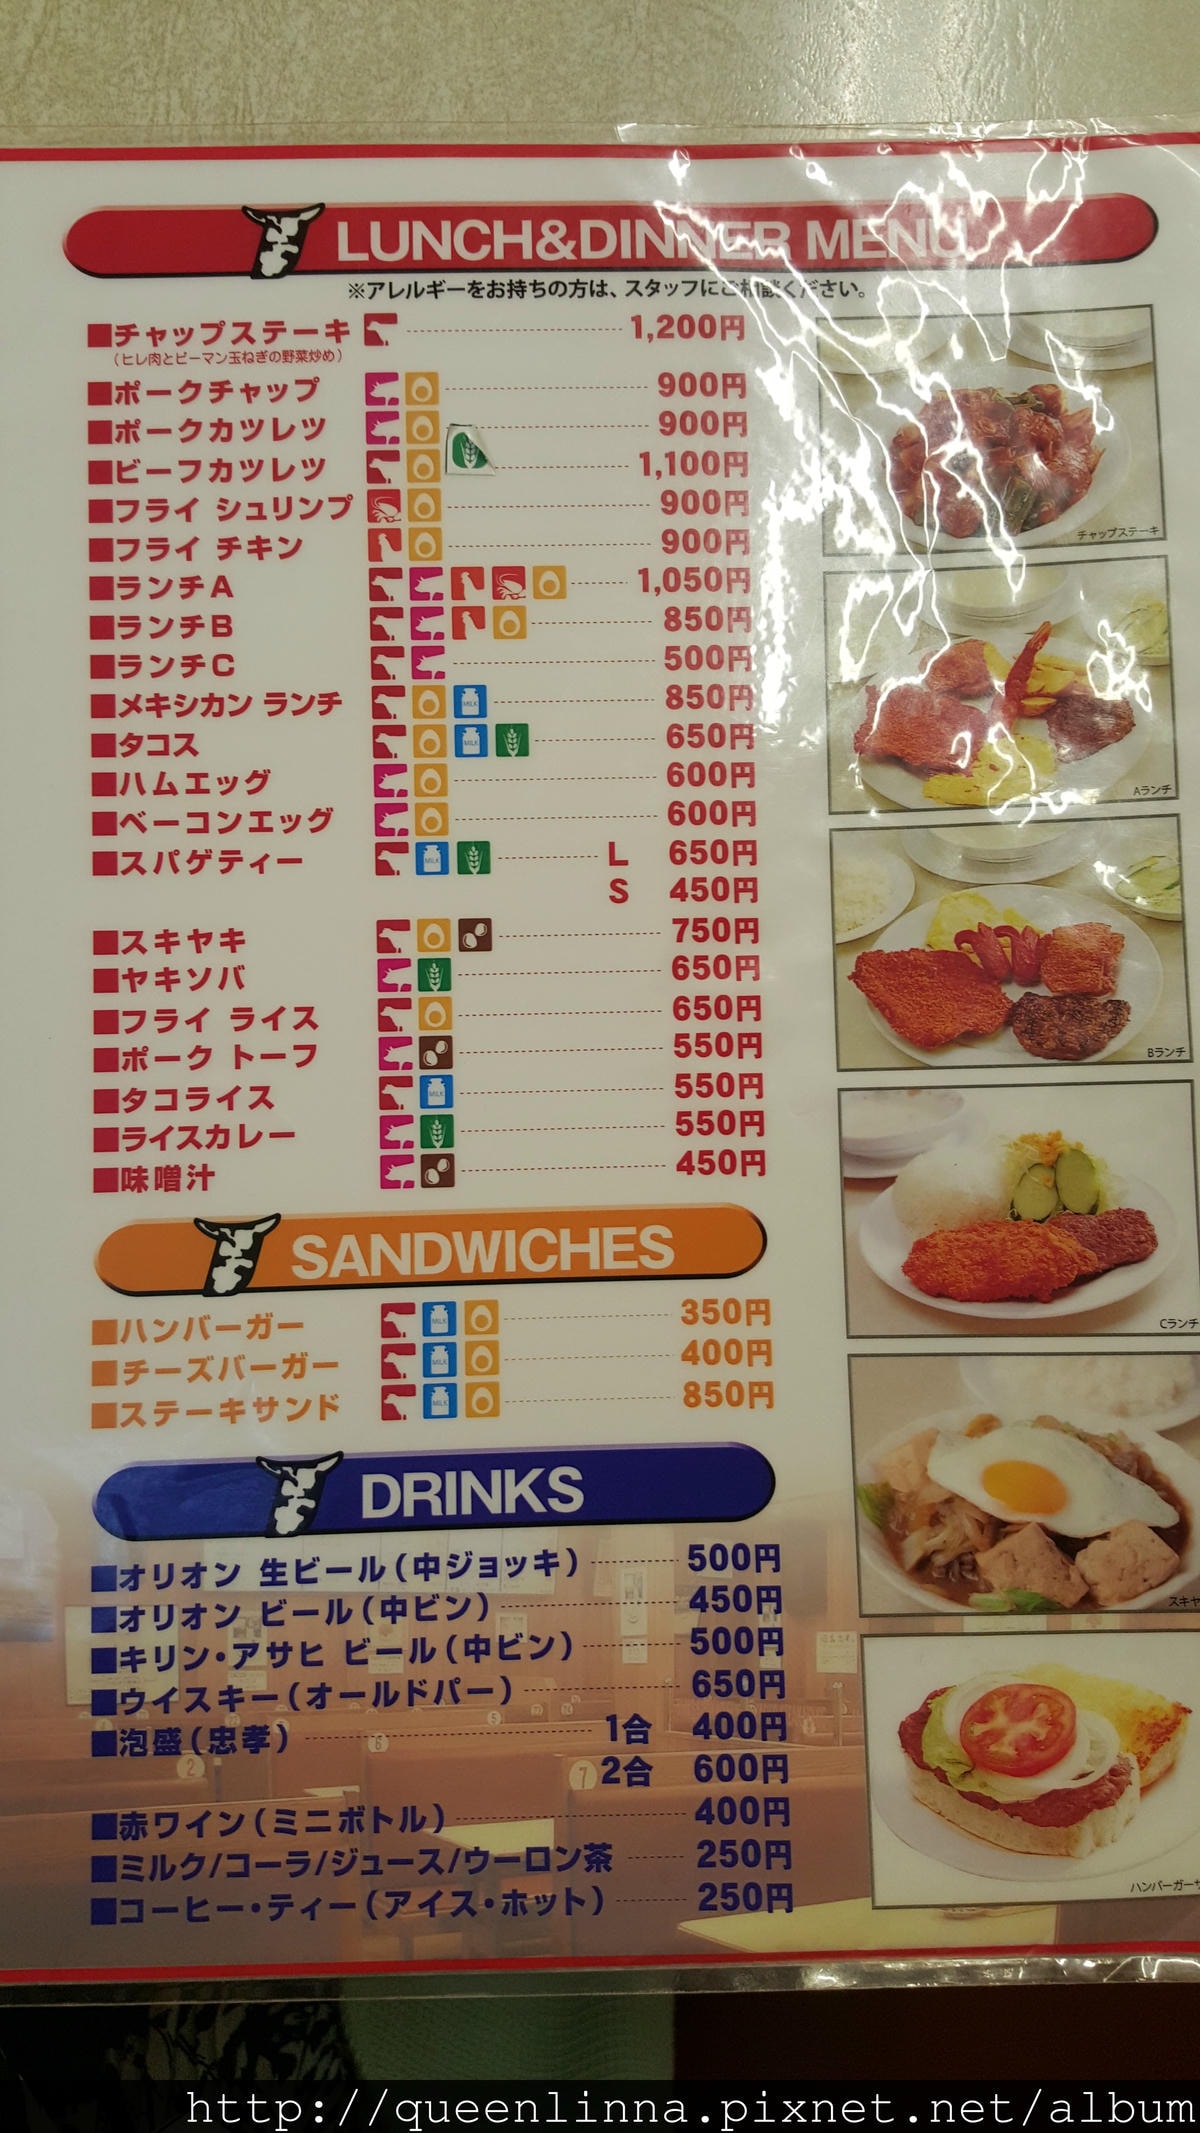 LUNCH&DINNER MENU
※アレルギーをお持ちの方は、スタッフにご相談ください。
■チャップステーキ 1,200円
(ヒレ肉とピーマン玉ねぎの野菜炒め)
■ポークチャップ 900円
■ポークカツレツ 900円
■ビーフカツレツ 1,100円
■フライ シュリンプ 900円
■フライ チキン 900円
■ランチA 1,050円
■ランチB 850円
■ランチC 500円
■メキシカン ランチ MILK 850円
■タコス MILK 650円
■ハムエッグ 600円
■ベーコンエッグ 600円
■スパゲティー MILK L 650円
S 450円
■スキヤキ 750円
■ヤキソバ 650円
■フライ ライス 650円
■ポーク トーフ 550円
■タコライス MILK 550円
■ライスカレー 550円
■味噌汁 450円
SANDWICHES
■ハンバーガー MILK 350円
■チーズバーガー MILK 400円
■ステーキサンド MILK 850円
DRINKS
■オリオン 生ビール(中ジョッキ) 500円
■オリオン ビール(中ビン) 450円
■キリン・アサヒ ビール(中ビン) 500円
■ウイスキー(オールドパー) 650円
■泡盛(忠孝) 1合 400円
2合 600円
■赤ワイン(ミニボトル) 400円
■ミルク/コーラ/ジュース/ウーロン茶 250円
■コーヒー・ティー(アイス・ホット) 250円
チャップステーキ
Aランチ
Bランチ
Cランチ
スキヤ
ハンバーガーサ
5
6
2
7
http://queenlinna.pixnet.net/album